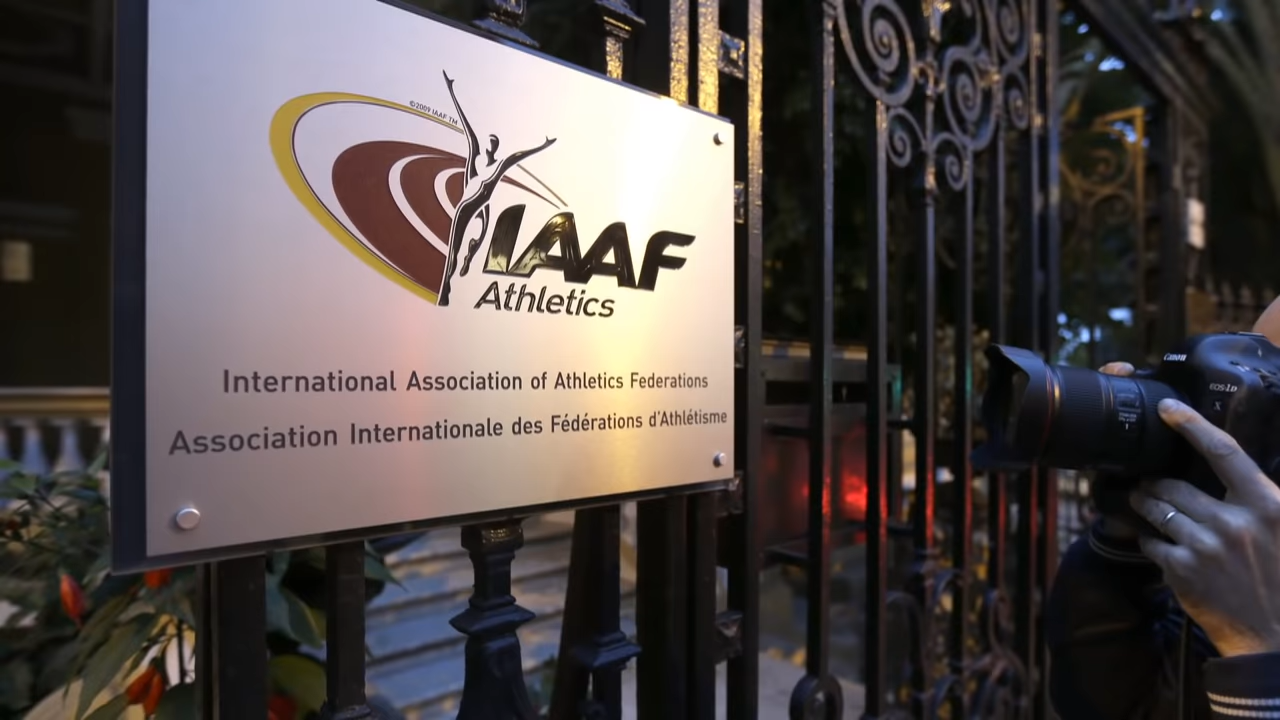 ©2009 IAAF TM
IAAF
Athletics
International Association of Athletics Federations
Association Internationale des Fédérations d'Athlétisme
Canon
EOS-1D
X